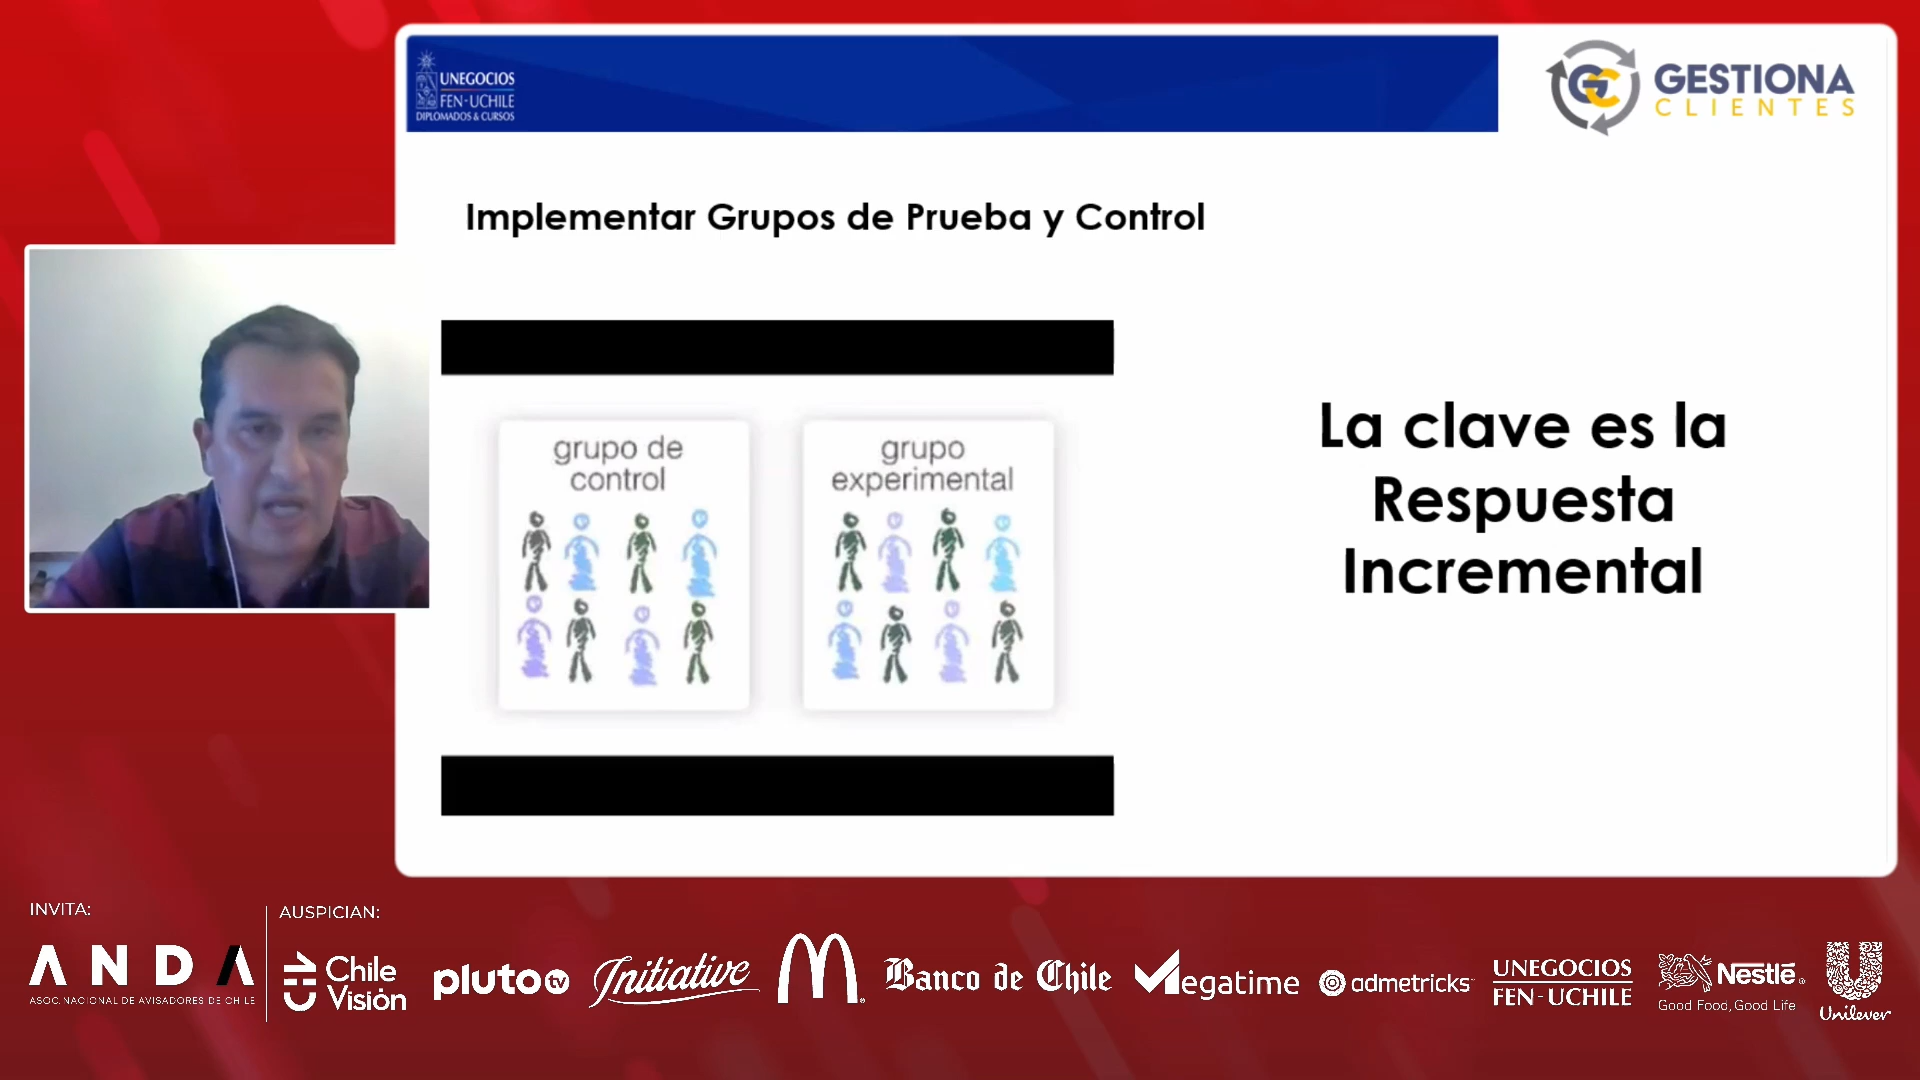 UNEGOCIOS
FEN-UCHILE
DIPLOMADOS & CURSOS
GESTIONA
CLIENTES
Implementar Grupos de Prueba y Control
grupo de
control
grupo
experimental
La clave es la
Respuesta
Incremental
INVITA:
ANDA
ASOC. NACIONAL DE AVISADORES DE CHILE
AUSPICIAN:
CHV
Chile
Visión
pluto tv
Initiative
Banco de Chile
Megatime
admetricks
UNEGOCIOS
FEN-UCHILE
Nestlé
Good Food, Good Life
Unilever